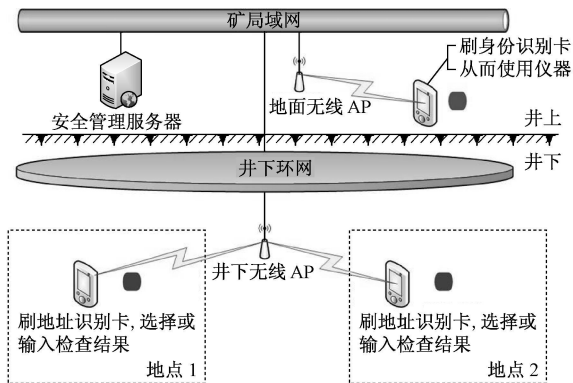 矿局域网
刷身份识别卡
从而使用仪器
地面无线 AP
安全管理服务器
井上
井下
井下环网
井下无线 AP
刷地址识别卡, 选择或
输入检查结果
地点 1
刷地址识别卡, 选择或
输入检查结果
地点 2